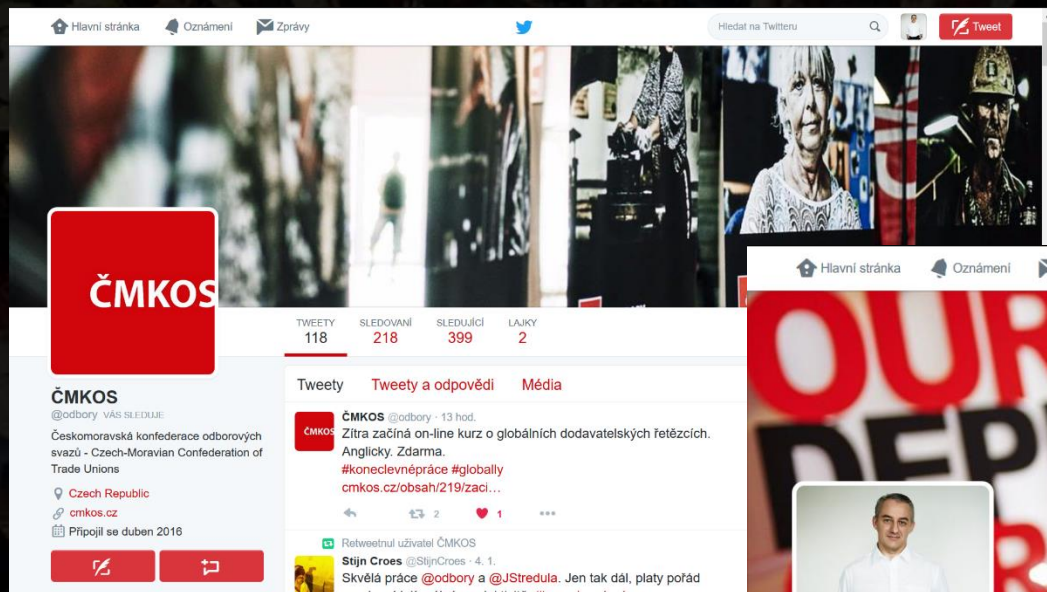 Hlavní stránka Oznámení Zprávy Hledat na Twitteru Tweet
ČMKOS
TWEETY SLEDOVANÍ SLEDUJÍCÍ LAJKY
118 218 399 2
ČMKOS
@odbory VÁS SLEDUJE
Českomoravská konfederace odborových
svazů - Czech-Moravian Confederation of
Trade Unions
Czech Republic
cmkos.cz
Připojil se duben 2016
Tweety Tweety a odpovědi Média
ČMKOS
ČMKOS @odbory · 13 hod.
Zítra začíná on-line kurz o globálních dodavatelských řetězcích.
Anglicky. Zdarma.
#koneclevnépráce #globally
cmkos.cz/obsah/219/zaci…
2 1
Retweetnul uživatel ČMKOS
Stijn Croes @StijnCroes · 4. 1.
Skvělá práce @odbory a @JStredula. Jen tak dál, platy pořád
Hlavní stránka Oznámení
OUR
DEP